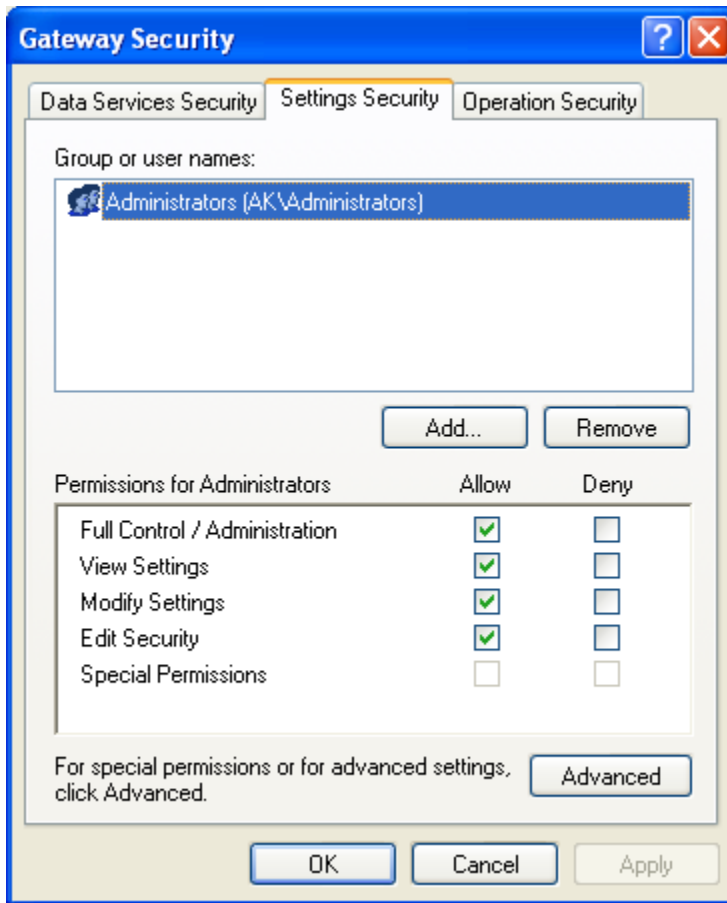 Gateway Security
Data Services Security Settings Security Operation Security
Group or user names:
Administrators (AK\Administrators)
Add... Remove
Permissions for Administrators Allow Deny
Full Control / Administration
View Settings
Modify Settings
Edit Security
Special Permissions
For special permissions or for advanced settings,
click Advanced.
Advanced
OK Cancel Apply